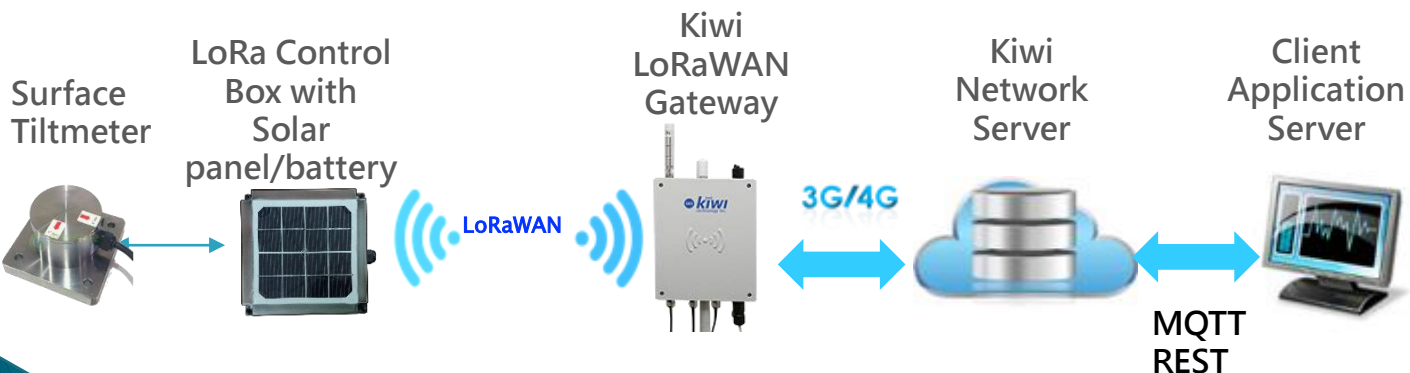 Surface
Tiltmeter
LoRa Control
Box with
Solar
panel/battery
LoRaWAN
Kiwi
LoRaWAN
Gateway
kiwi
3G/4G
Kiwi
Network
Server
MQTT
REST
Client
Application
Server